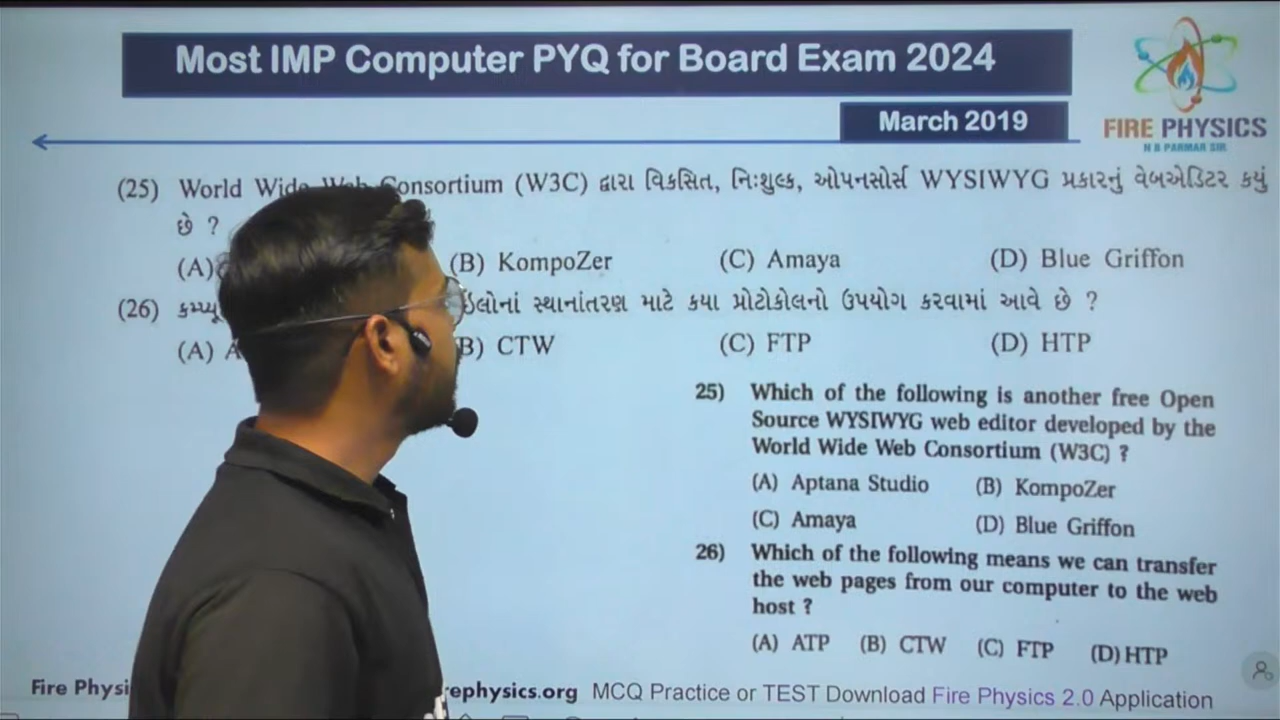 Most IMP Computer PYQ for Board Exam 2024
March 2019
FIRE PHYSICS
H B PARMAR SIR
(25) World Wide Web Consortium (W3C) દ્વારા વિકસિત, નિઃશુલ્ક, ઓપનસોર્સ WYSIWYG પ્રકારનું વેબએડિટર કયું
છે ?
(A) (B) KompoZer (C) Amaya (D) Blue Griffon
(26) સ્થાનાંતરણ માટે કયા પ્રોટોકોલનો ઉપયોગ કરવામાં આવે છે ?
(A) A B) CTW (C) FTP (D) HTP
25) Which of the following is another free Open
Source WYSIWYG web editor developed by the
World Wide Web Consortium (W3C) ?
(A) Aptana Studio (B) KompoZer
(C) Amaya (D) Blue Griffon
26) Which of the following means we can transfer
the web pages from our computer to the web
host ?
(A) ATP (B) CTW (C) FTP (D) HTP
Fire Physi ephysics.org MCQ Practice or TEST Download Fire Physics 2.0 Application